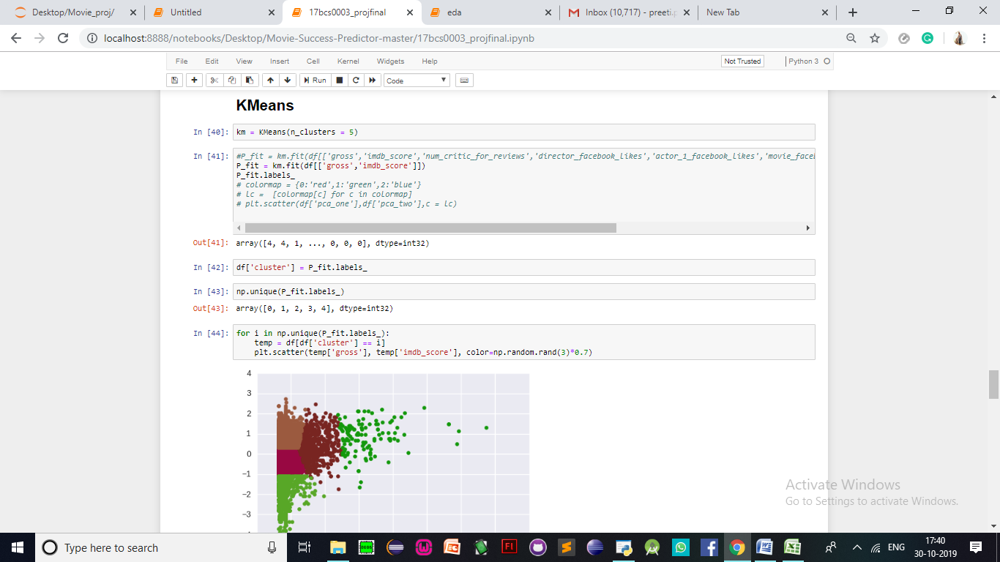 Desktop/Movie_proj/
Untitled
17bcs0003_projfinal
eda
Inbox (10,717) - preeti.p
New Tab
localhost:8888/notebooks/Desktop/Movie-Success-Predictor-master/17bcs0003_projfinal.ipynb
File Edit View Insert Cell Kernel Widgets Help
Not Trusted
Python 3
Run
Code
KMeans
In [40]: km = KMeans(n_clusters = 5)
In [41]: #P_fit = km.fit(df[['gross','imdb_score','num_critic_for_reviews','director_facebook_likes','actor_1_facebook_likes','movie_faceb
P_fit = km.fit(df[['gross','imdb_score']])
P_fit.labels_
# colormap = {0:'red',1:'green',2:'blue'}
# lc =  [colormap[c] for c in colormap]
# plt.scatter(df['pca_one'],df['pca_two'],c = lc)
Out[41]: array([4, 4, 1, ..., 0, 0, 0], dtype=int32)
In [42]: df['cluster'] = P_fit.labels_
In [43]: np.unique(P_fit.labels_)
Out[43]: array([0, 1, 2, 3, 4], dtype=int32)
In [44]: for i in np.unique(P_fit.labels_):
temp = df[df['cluster'] == i]
plt.scatter(temp['gross'], temp['imdb_score'], color=np.random.rand(3)*0.7)
4
3
2
1
0
−1
−2
−3
Activate Windows
Go to Settings to activate Windows.
Type here to search
8085
Fl
ENG
17:40
30-10-2019